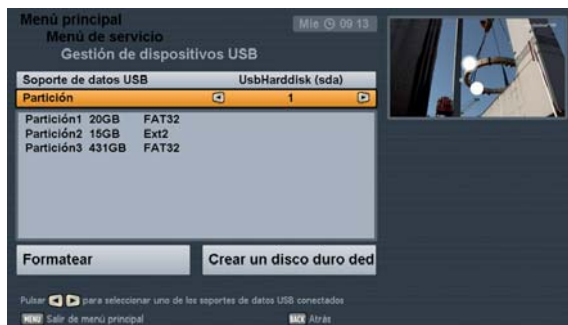 Menú principal
Mie 09 13
Menú de servicio
Gestión de dispositivos USB
Soporte de datos USB UsbHarddisk (sda)
Partición 1
Partición1 20GB FAT32
Partición2 15GB Ext2
Partición3 431GB FAT32
Formatear Crear un disco duro ded
Pulsar para seleccionar uno de los soportes de datos USB conectados
MENU Salir de menú principal BACK Atrás